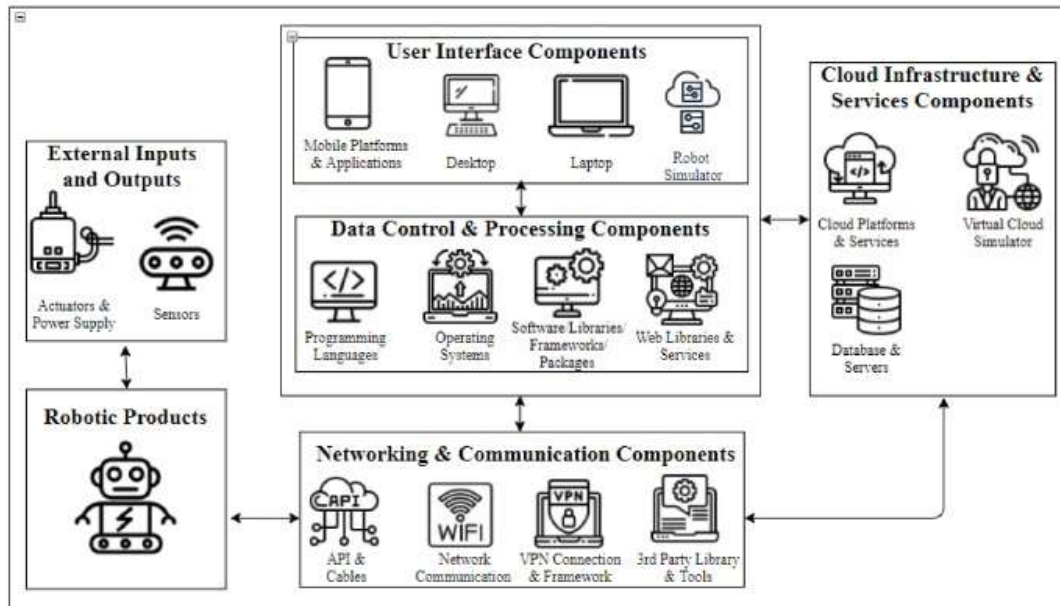 User Interface Components
Mobile Platforms
& Applications
Desktop
Laptop
Robot
Simulator
Cloud Infrastructure &
Services Components
Cloud Platforms
& Services
Virtual Cloud
Simulator
Database &
Servers
External Inputs
and Outputs
Actuators &
Power Supply
Sensors
Data Control & Processing Components
Programming
Languages
Operating
Systems
Software/Libraries/
Frameworks/
Packages
Web Libraries &
Services
Robotic Products
Networking & Communication Components
API
API &
Cables
WiFi
Network
Communication
VPN
VPN Connection
& Framework
3rd Party Library
& Tools